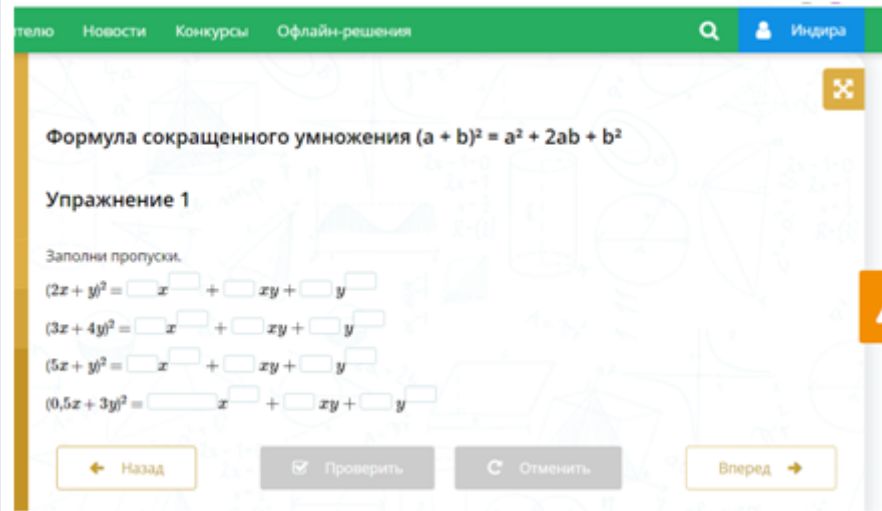 Новости Конкурсы Офлайн-решения Индира
Формула сокращенного умножения (a + b)² = a² + 2ab + b²
Упражнение 1
Заполни пропуски.
(2x + y)² = x + xy + y
(3x + 4y)² = x + xy + y
(5x + y)² = x + xy + y
(0,5x + 3y)² = x + xy + y
Назад Проверить Отменить Вперед